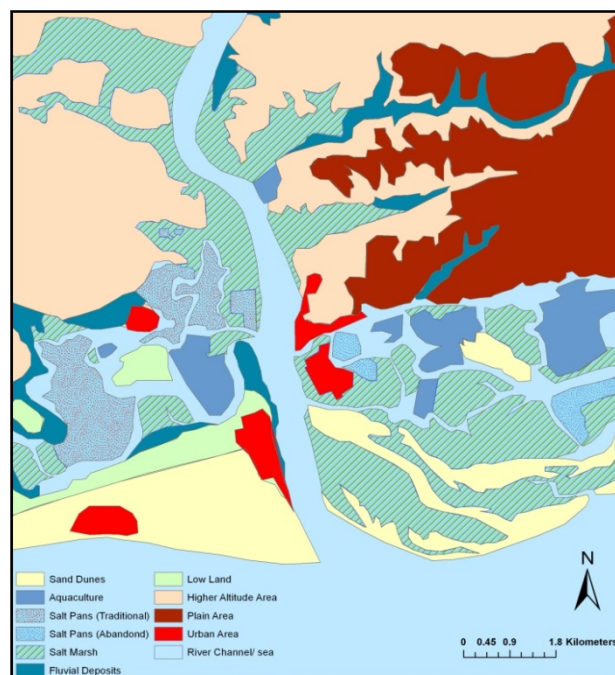 N
Sand Dunes
Aquaculture
Salt Pans (Traditional)
Salt Pans (Abandond)
Salt Marsh
Fluvial Deposits
Low Land
Higher Altitude Area
Plain Area
Urban Area
River Channel/ sea
0 0.45 0.9 1.8 Kilometers